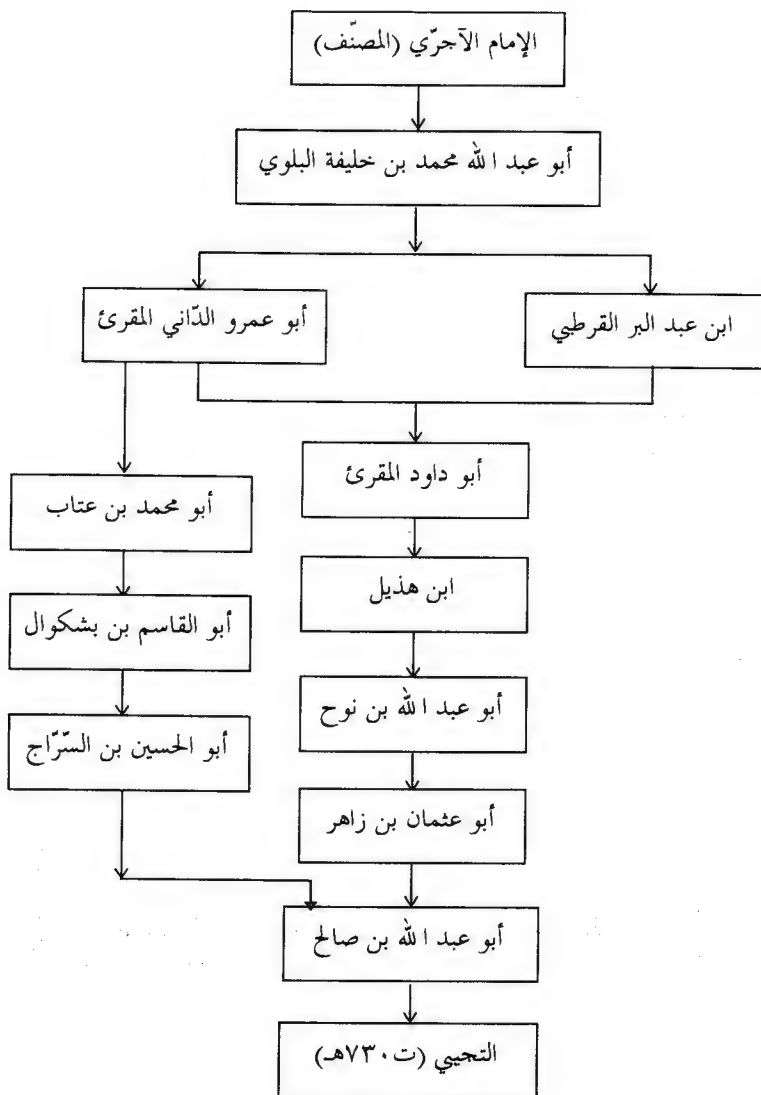 الإمام الآجرّي (المصنّف)
أبو عبد الله محمد بن خليفة البلوي
ابن عبد البر القرطبي
أبو عمرو الدّاني المقرئ
أبو داود المقرئ
أبو محمد بن عتاب
ابن هذيل
أبو القاسم بن بشكوال
أبو عبد الله بن نوح
أبو الحسين بن السّرّاج
أبو عثمان بن زاهر
أبو عبد الله بن صالح
التجيبي (ت٧٣٠هـ)